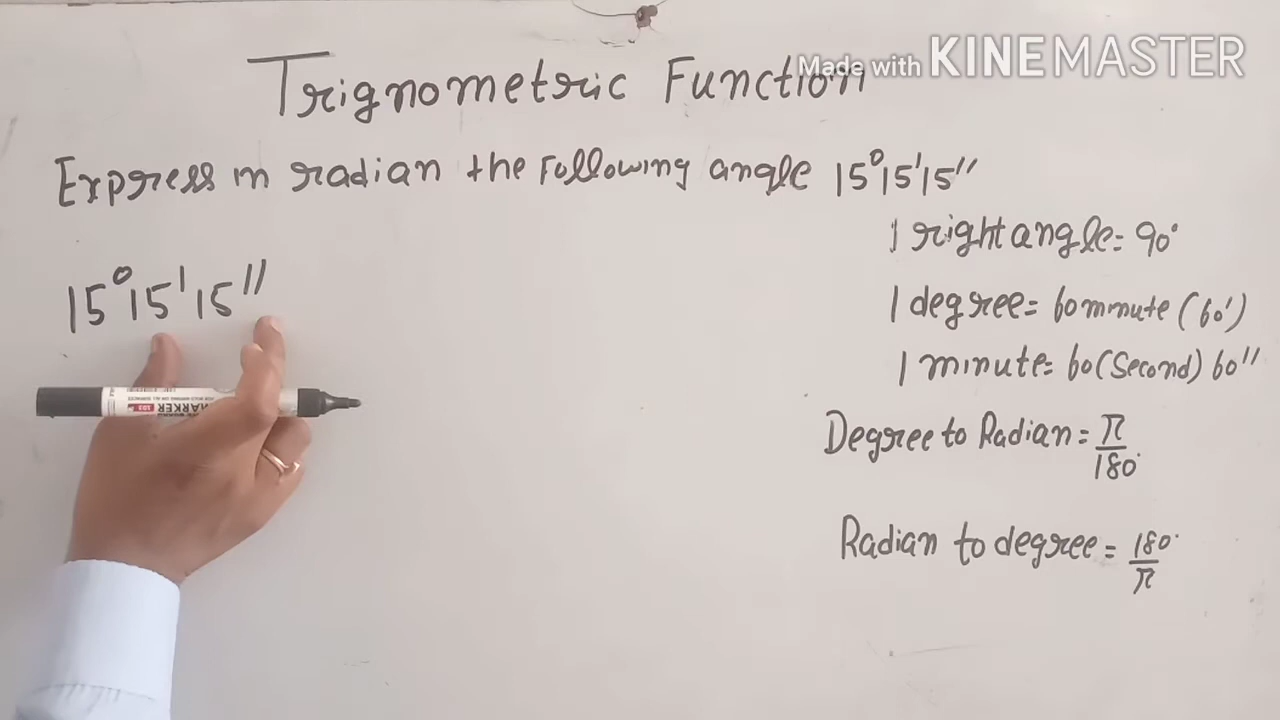 Trignometric Function
Made with KINEMASTER
Express in radian the Following angle 15°15'15''
1 right angle = 90°
15°15'15''
1 degree = 60 minute (60')
1 minute = 60 (Second) 60''
Degree to Radian = π/180°
Radian to degree = 180°/π
MARKER